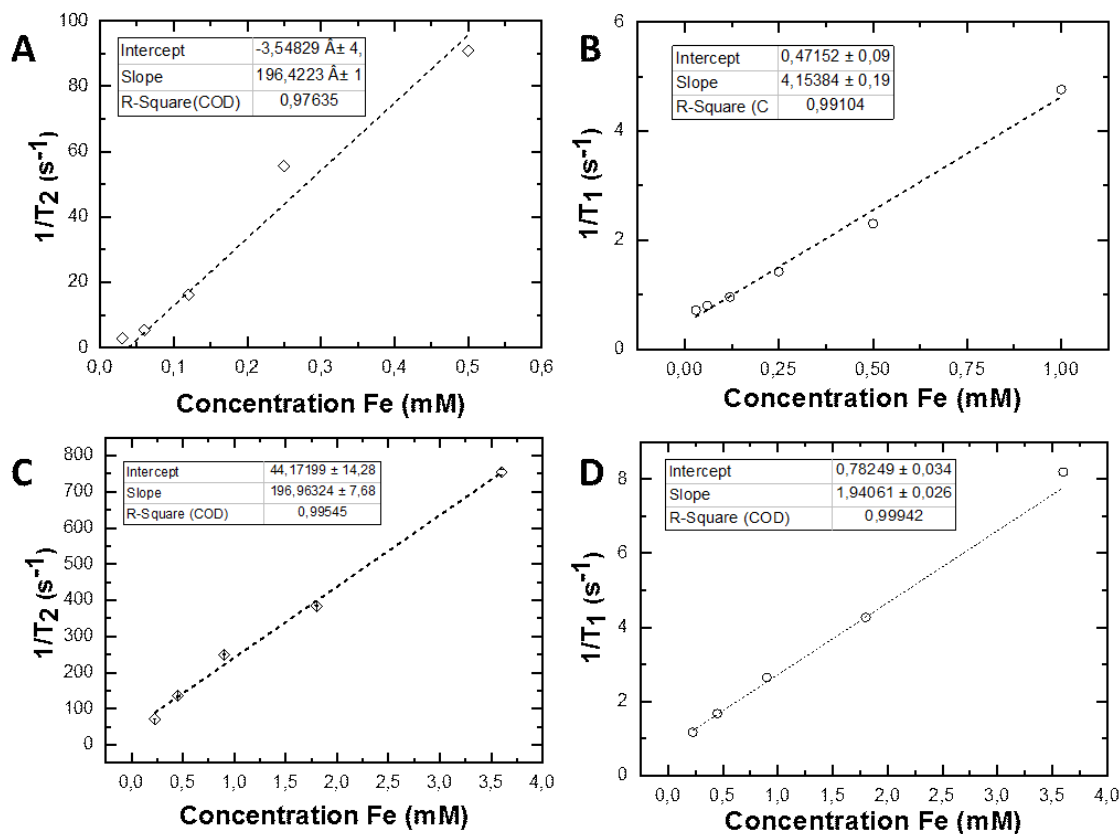 A
Intercept -3,54829 Â± 4,
Slope 196,4223 Â± 1
R-Square(COD) 0,97635
1/T2 (s-1)
100
80
60
40
20
0
0,0 0,1 0,2 0,3 0,4 0,5 0,6
Concentration Fe (mM)
B
Intercept 0,47152 ± 0,09
Slope 4,15384 ± 0,19
R-Square (C 0,99104
1/T1 (s-1)
6
4
2
0
0,00 0,25 0,50 0,75 1,00
Concentration Fe (mM)
C
Intercept 44,17199 ± 14,28
Slope 196,96324 ± 7,68
R-Square (COD) 0,99545
1/T2 (s-1)
800
700
600
500
400
300
200
100
0
0,0 0,5 1,0 1,5 2,0 2,5 3,0 3,5 4,0
Concentration Fe (mM)
D
Intercept 0,78249 ± 0,034
Slope 1,94061 ± 0,026
R-Square (COD) 0,99942
1/T1 (s-1)
8
6
4
2
0
0,0 0,5 1,0 1,5 2,0 2,5 3,0 3,5 4,0
Concentration Fe (mM)